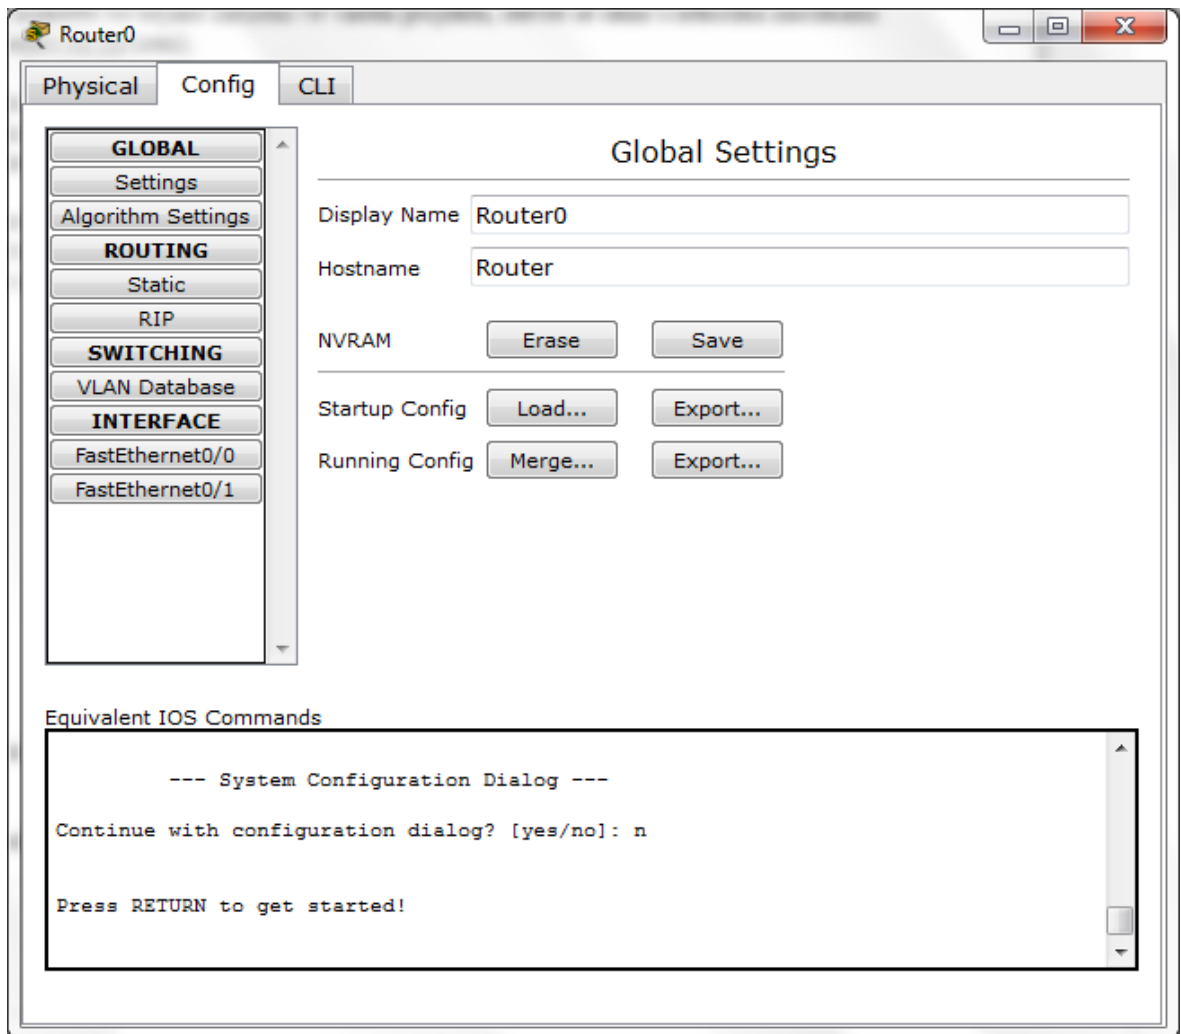 Router0
Physical Config CLI
GLOBAL
Settings
Algorithm Settings
ROUTING
Static
RIP
SWITCHING
VLAN Database
INTERFACE
FastEthernet0/0
FastEthernet0/1
Global Settings
Display Name Router0
Hostname Router
NVRAM Erase Save
Startup Config Load... Export...
Running Config Merge... Export...
Equivalent IOS Commands
--- System Configuration Dialog ---
Continue with configuration dialog? [yes/no]: n
Press RETURN to get started!